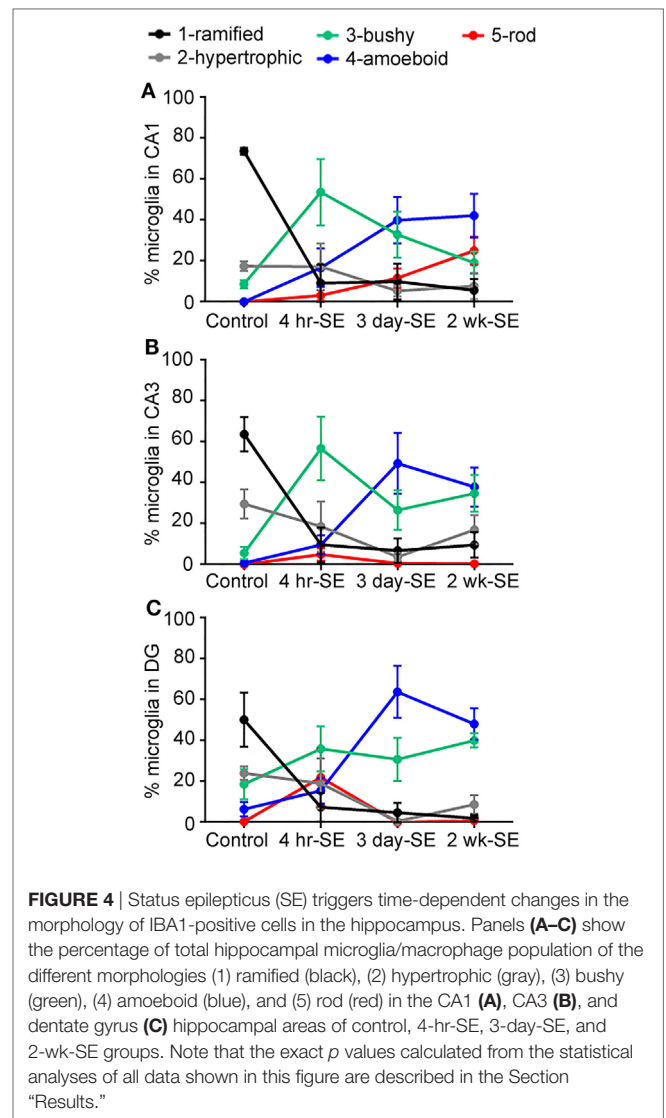 1-ramified 3-bushy 5-rod
2-hypertrophic 4-amoeboid
A
% microglia in CA1
100
80
60
40
20
0
Control 4 hr-SE 3 day-SE 2 wk-SE
B
% microglia in CA3
100
80
60
40
20
0
Control 4 hr-SE 3 day-SE 2 wk-SE
C
% microglia in DG
100
80
60
40
20
0
Control 4 hr-SE 3 day-SE 2 wk-SE
FIGURE 4 | Status epilepticus (SE) triggers time-dependent changes in the
morphology of IBA1-positive cells in the hippocampus. Panels (A–C) show
the percentage of total hippocampal microglia/macrophage population of the
different morphologies (1) ramified (black), (2) hypertrophic (gray), (3) bushy
(green), (4) amoeboid (blue), and (5) rod (red) in the CA1 (A), CA3 (B), and
dentate gyrus (C) hippocampal areas of control, 4-hr-SE, 3-day-SE, and
2-wk-SE groups. Note that the exact p values calculated from the statistical
analyses of all data shown in this figure are described in the Section
“Results.”